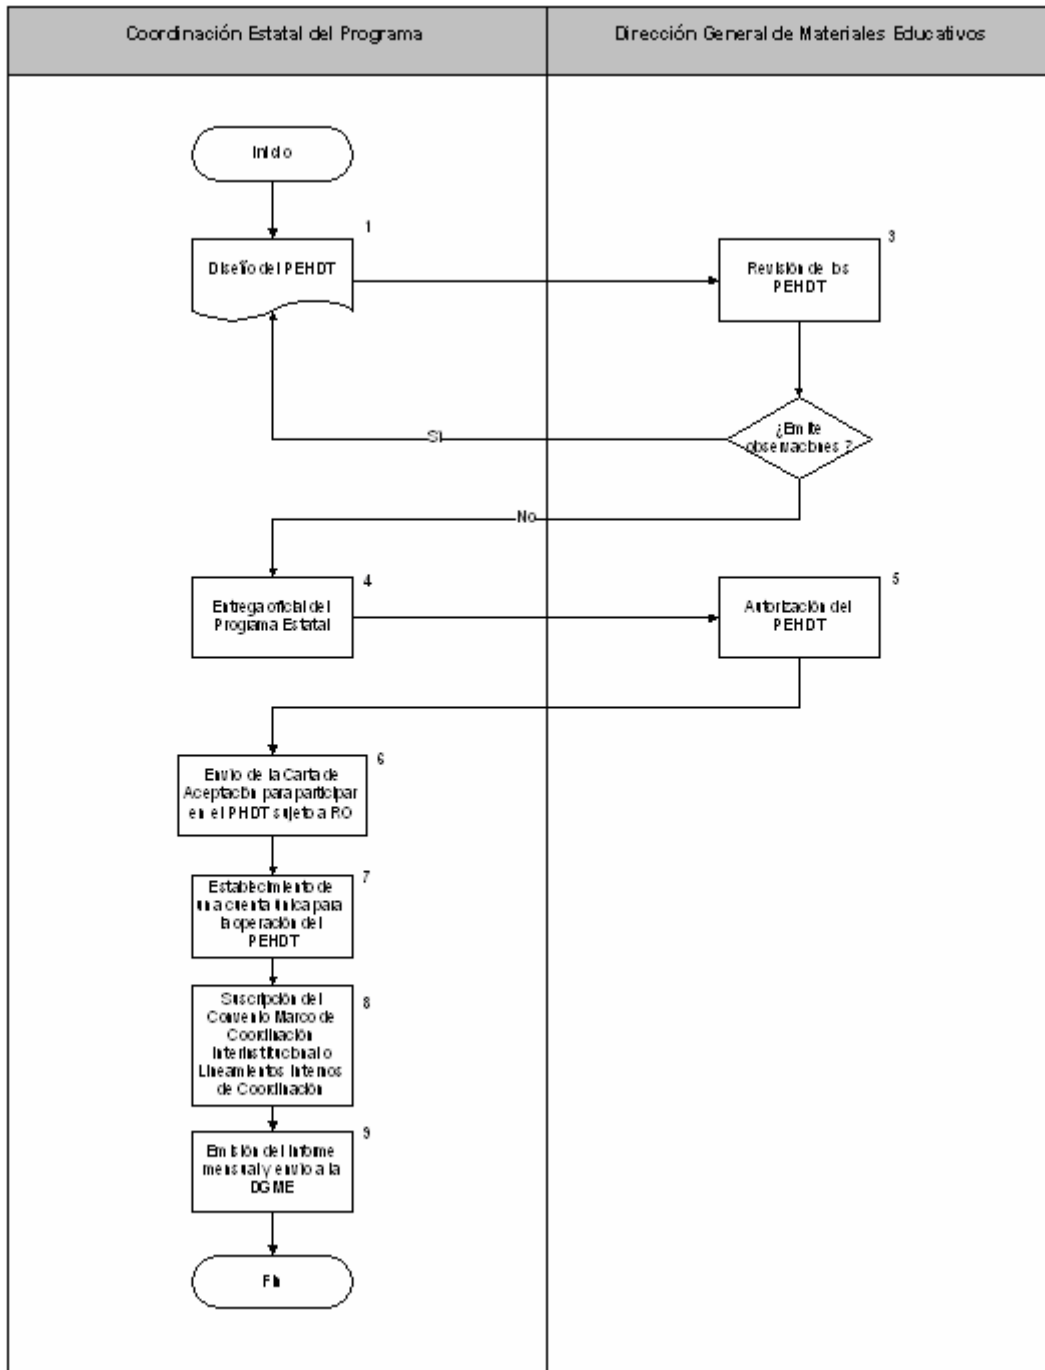 Coordinación Estatal del Programa
Dirección General de Materiales Educativos
Inicio
1
Diseño del PEHDT
3
Revisión de los
PEHDT
¿Emite
observaciones ?
Si
No
4
Entrega oficial del
Programa Estatal
5
Autorización del
PEHDT
6
Envío de la Carta de
Aceptación para participar
en el PHDT sujeto a RO
7
Establecimiento de
una cuenta única para
la operación del
PEHDT
8
Suscripción del
Convenio Marco de
Coordinación
Interinstitucional o
Lineamientos Internos
de Coordinación
9
Emisión del informe
mensual y envío a la
DGME
Fin